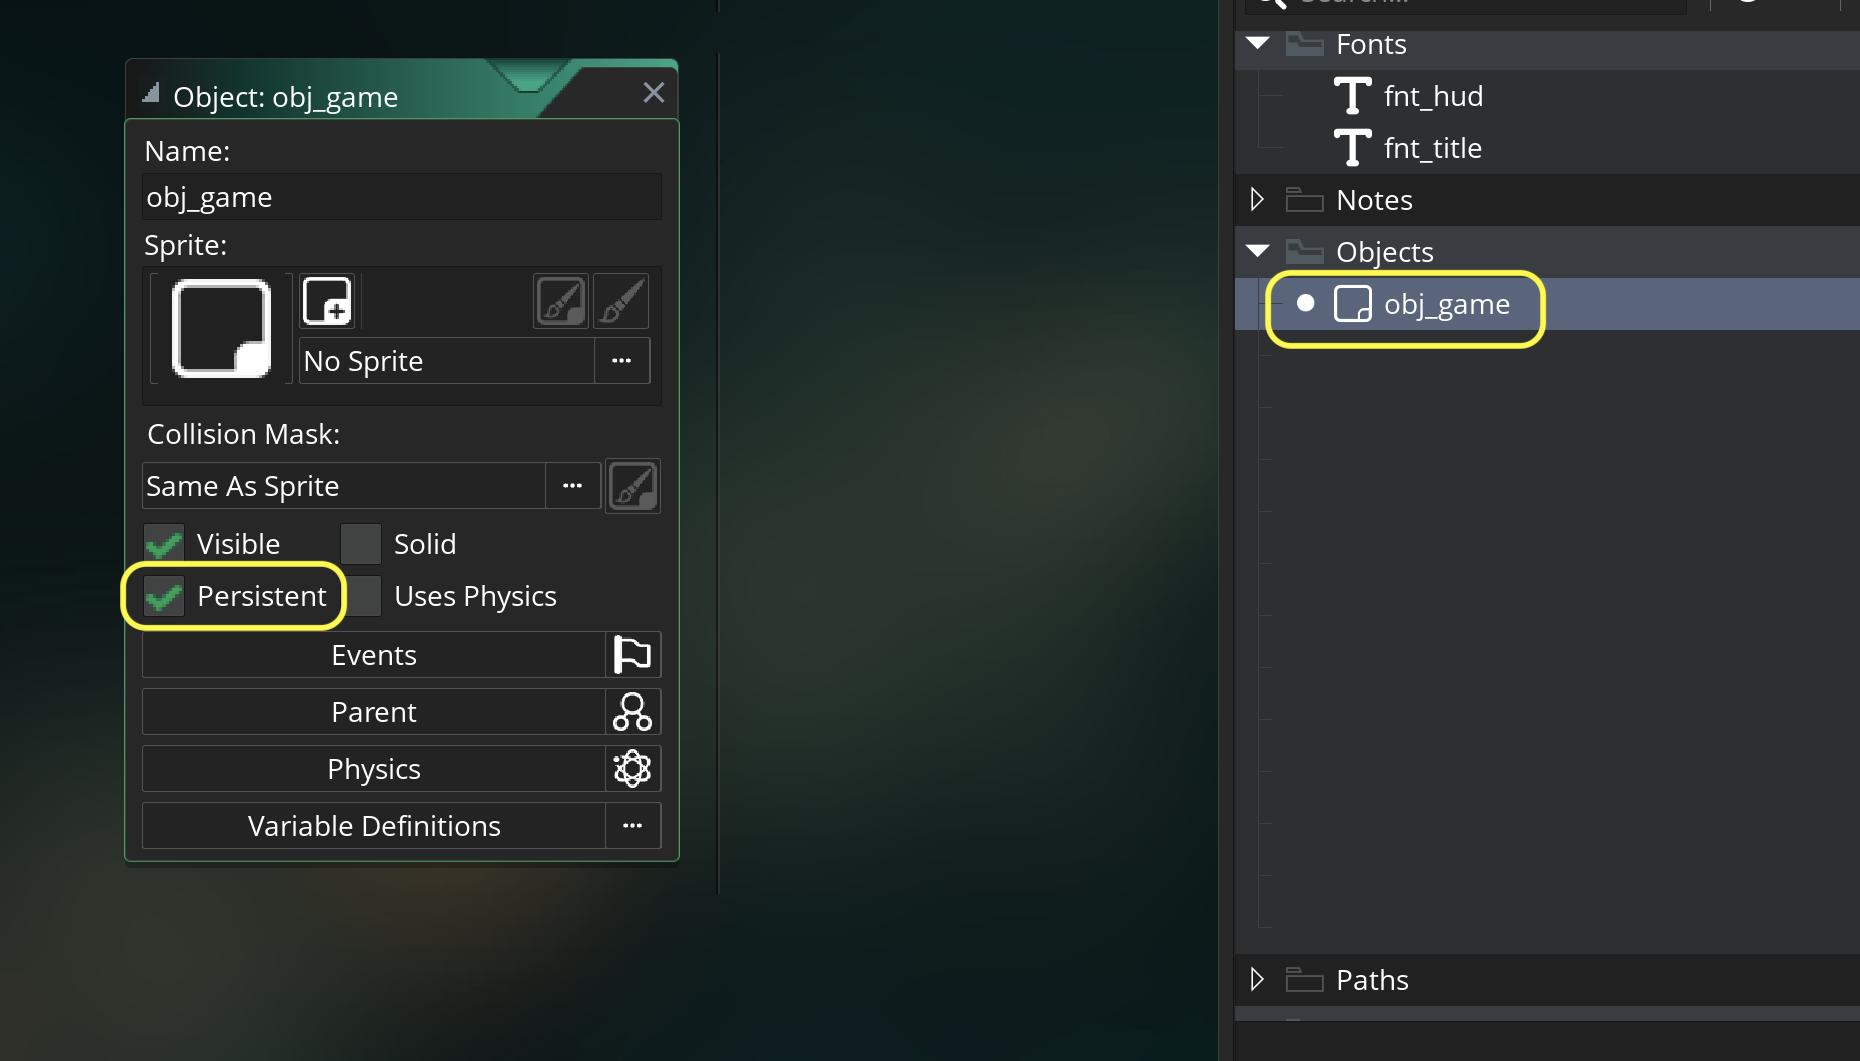 Object: obj_game
Name:
obj_game
Sprite:
No Sprite
Collision Mask:
Same As Sprite
Visible
Solid
Persistent
Uses Physics
Events
Parent
Physics
Variable Definitions
Search...
Fonts
fnt_hud
fnt_title
Notes
Objects
obj_game
Paths